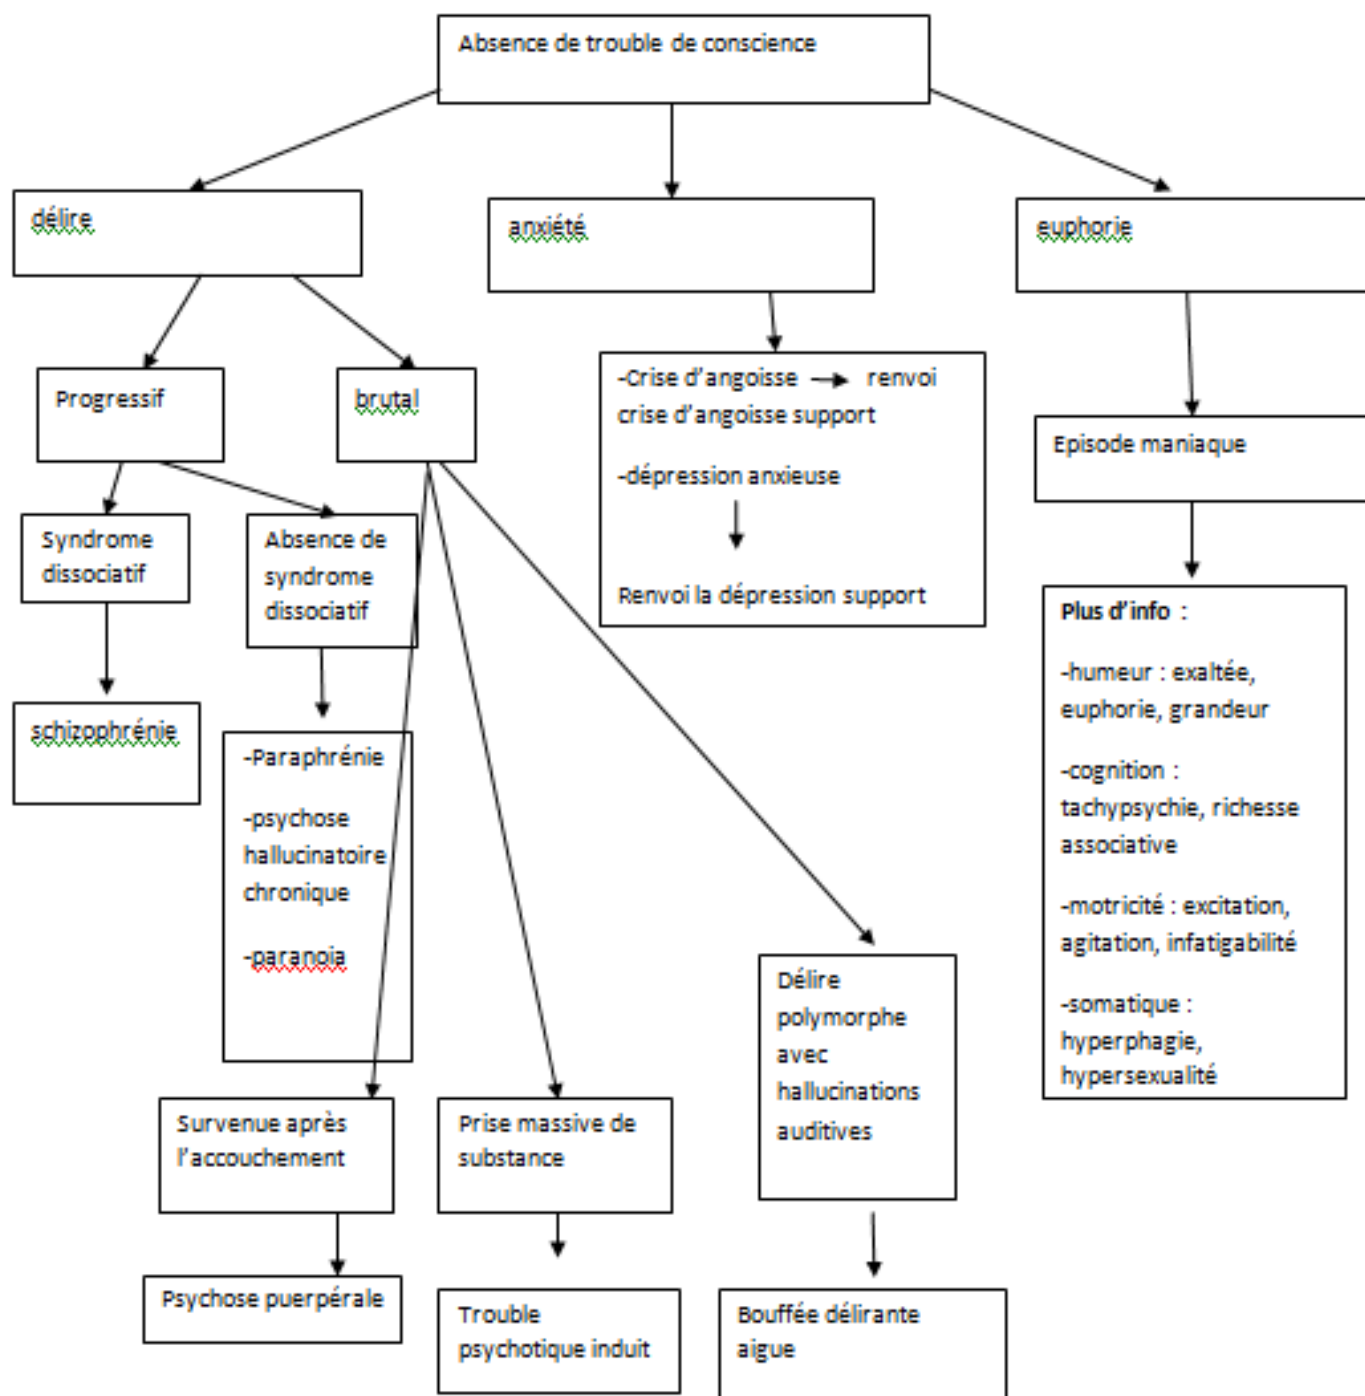 Absence de trouble de conscience
délire
anxiété
euphorie
Progressif
brutal
-Crise d’angoisse → renvoi
crise d’angoisse support
-dépression anxieuse
Renvoi la dépression support
Episode maniaque
Syndrome
dissociatif
Absence de
syndrome
dissociatif
schizophrénie
-Paraphrénie
-psychose
hallucinatoire
chronique
-paranoia
Plus d’info :
-humeur : exaltée,
euphorie, grandeur
-cognition :
tachypsychie, richesse
associative
-motricité : excitation,
agitation, infatigabilité
-somatique :
hyperphagie,
hypersexualité
Délire
polymorphe
avec
hallucinations
auditives
Survenue après
l’accouchement
Prise massive de
substance
Psychose puerpérale
Trouble
psychotique induit
Bouffée délirante
aigue